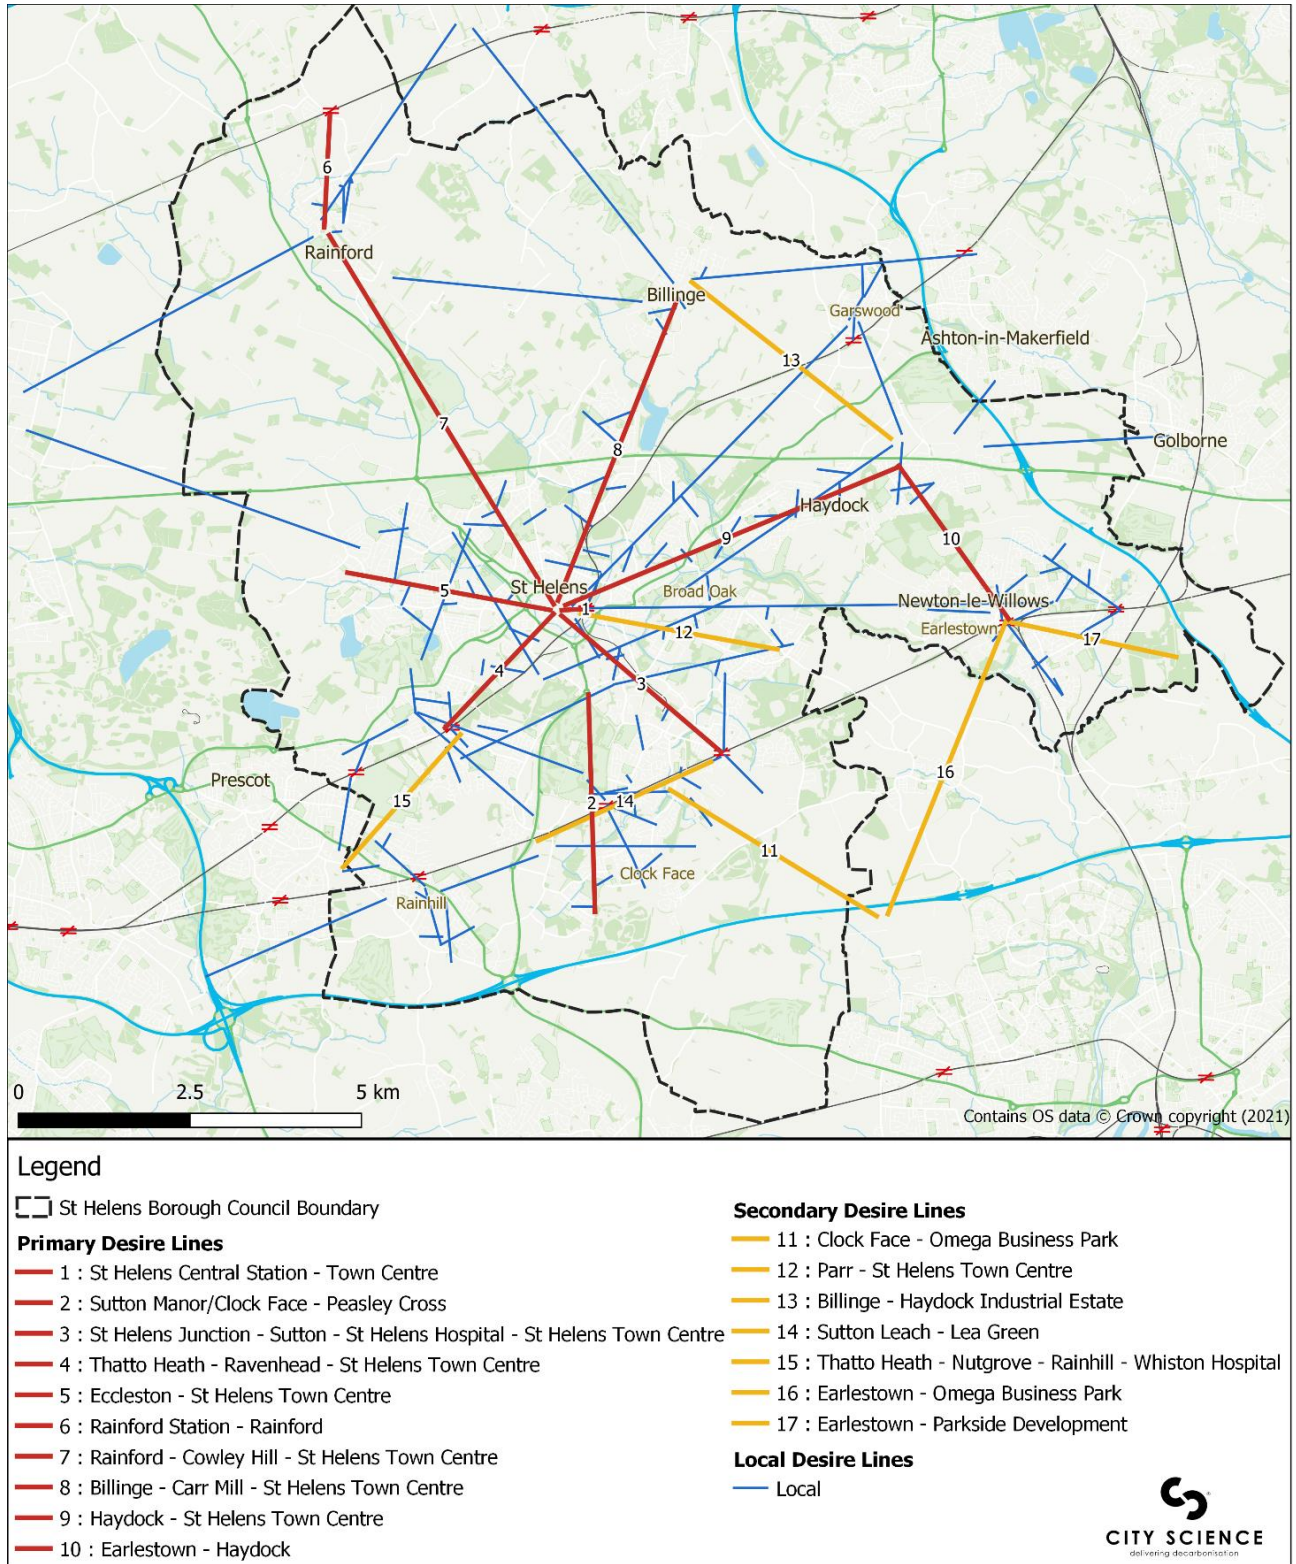 6
Rainford
Billinge
Garswood
Ashton-in-Makerfield
13
7
8
Golborne
Haydock
9
10
St Helens
5
Broad Oak
1
Newton-le-Willows
Earlestown
12
17
4
3
Prescot
16
15
2
14
11
Clock Face
Rainhill
0 2.5 5 km
Contains OS data © Crown copyright (2021)
Legend
St Helens Borough Council Boundary
Primary Desire Lines
1 : St Helens Central Station - Town Centre
2 : Sutton Manor/Clock Face - Peasley Cross
3 : St Helens Junction - Sutton - St Helens Hospital - St Helens Town Centre
4 : Thatto Heath - Ravenhead - St Helens Town Centre
5 : Eccleston - St Helens Town Centre
6 : Rainford Station - Rainford
7 : Rainford - Cowley Hill - St Helens Town Centre
8 : Billinge - Carr Mill - St Helens Town Centre
9 : Haydock - St Helens Town Centre
10 : Earlestown - Haydock
Secondary Desire Lines
11 : Clock Face - Omega Business Park
12 : Parr - St Helens Town Centre
13 : Billinge - Haydock Industrial Estate
14 : Sutton Leach - Lea Green
15 : Thatto Heath - Nutgrove - Rainhill - Whiston Hospital
16 : Earlestown - Omega Business Park
17 : Earlestown - Parkside Development
Local Desire Lines
Local
CITY SCIENCE
delivering decarbonisation